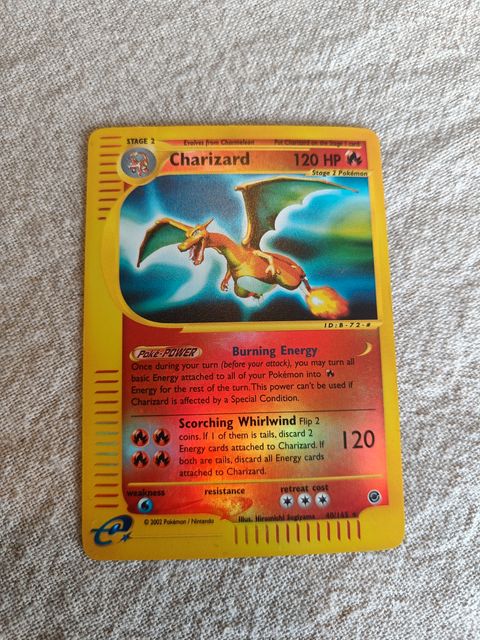 STAGE 2 Evolves from Charmeleon Put Charizard on the Stage 1 card
Charizard 120 HP
Stage 2 Pokémon
ID:B-72-#
Poké-POWER Burning Energy
Once during your turn (before your attack), you may turn all
basic Energy attached to all of your Pokémon into
Energy for the rest of the turn. This power can't be used if
Charizard is affected by a Special Condition.
Scorching Whirlwind Flip 2
coins. If 1 of them is tails, discard 2
Energy cards attached to Charizard. If
both are tails, discard all Energy cards
attached to Charizard.
120
weakness resistance retreat cost
e
© 2002 Pokémon / Nintendo
Illus. Hiromichi Sugiyama 40/165